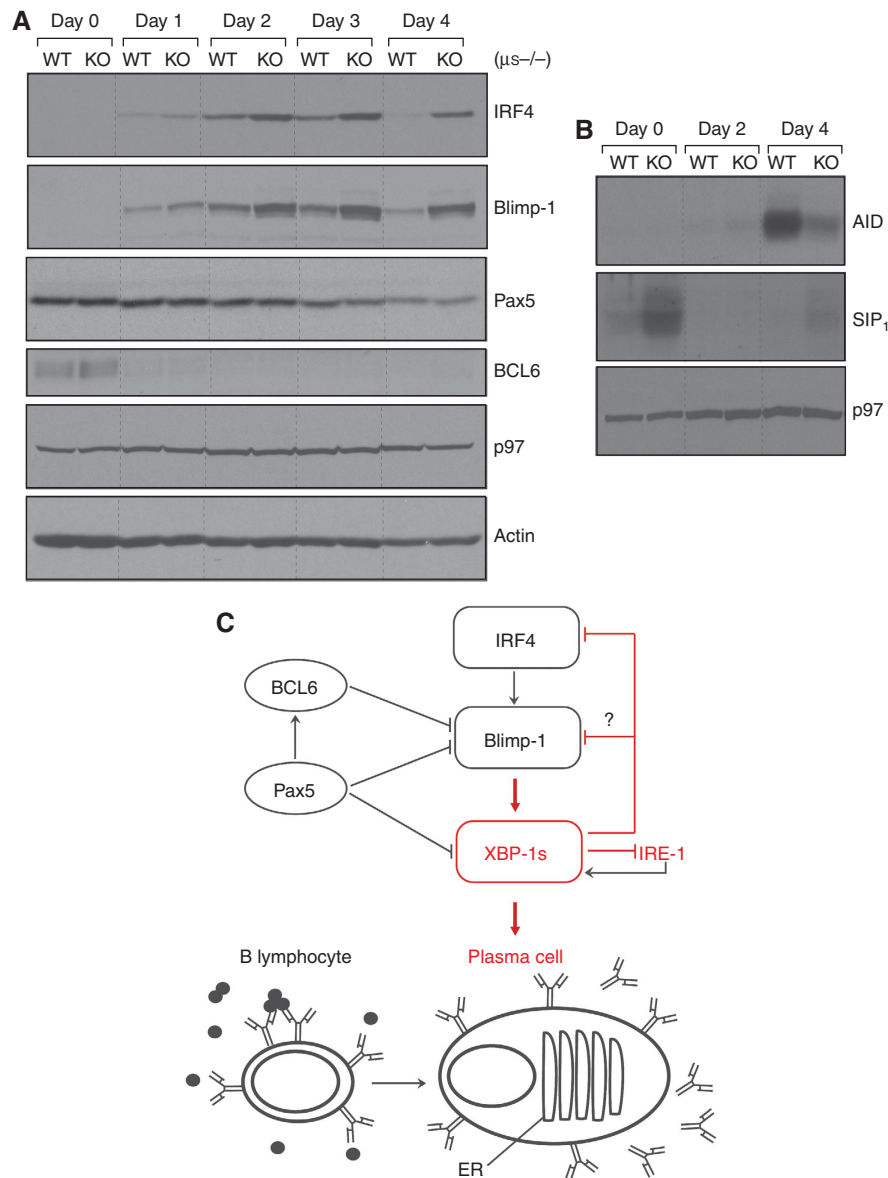 A
Day 0 Day 1 Day 2 Day 3 Day 4
WT KO WT KO WT KO WT KO WT KO (μs–/–)
IRF4
Blimp-1
Pax5
BCL6
p97
Actin
B
Day 0 Day 2 Day 4
WT KO WT KO WT KO
AID
SIP1
p97
C
IRF4
BCL6
?
Blimp-1
Pax5
XBP-1s
IRE-1
B lymphocyte
Plasma cell
ER